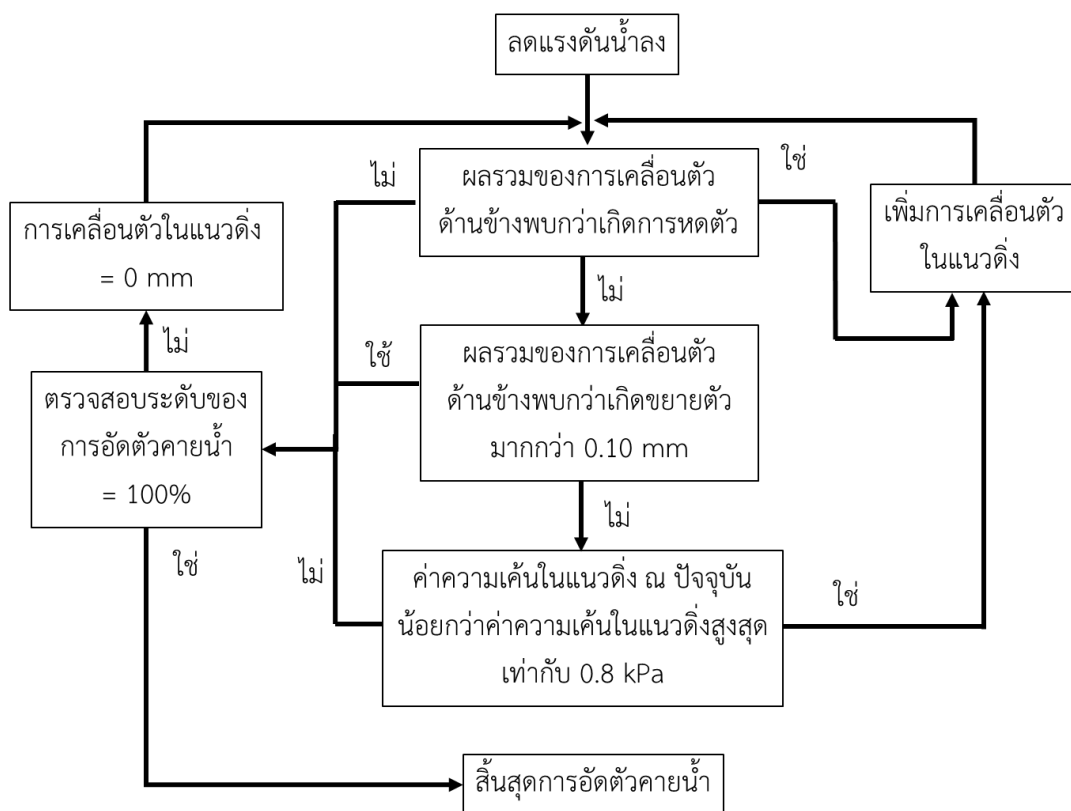 ลดแรงดันน้ำลง
ไม่
ผลรวมของการเคลื่อนตัว
ด้านข้างพบกว่าเกิดการหดตัว
ใช่
การเคลื่อนตัวในแนวดิ่ง
= 0 mm
เพิ่มการเคลื่อนตัว
ในแนวดิ่ง
ไม่
ไม่
ใช้
ผลรวมของการเคลื่อนตัว
ด้านข้างพบกว่าเกิดขยายตัว
มากกว่า 0.10 mm
ตรวจสอบระดับของ
การอัดตัวคายน้ำ
= 100%
ไม่
ใช่
ไม่
ค่าความเค้นในแนวดิ่ง ณ ปัจจุบัน
น้อยกว่าค่าความเค้นในแนวดิ่งสูงสุด
เท่ากับ 0.8 kPa
ใช่
สิ้นสุดการอัดตัวคายน้ำ